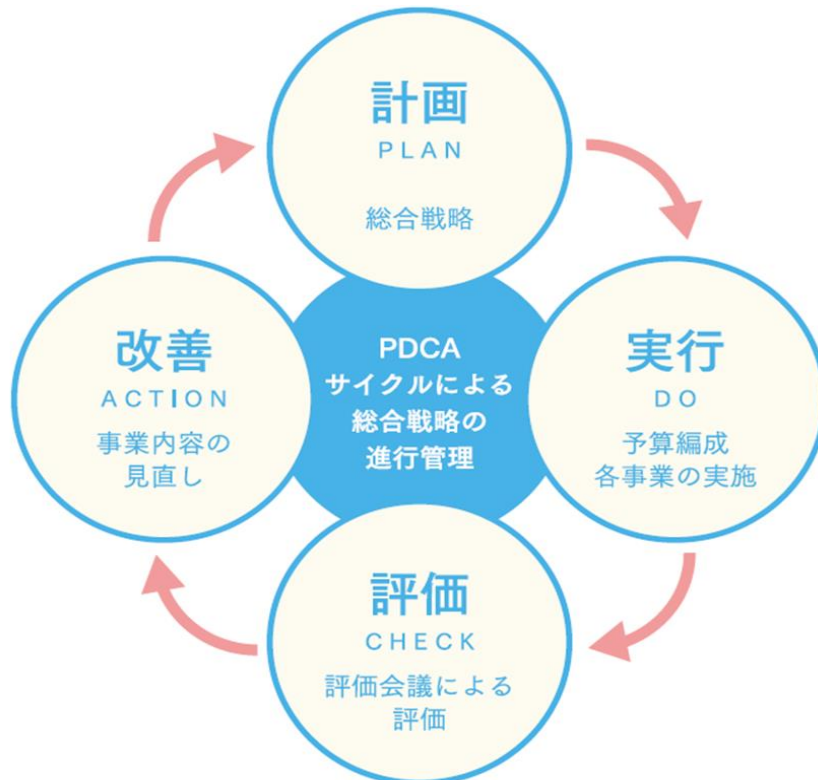 計画
PLAN
総合戦略
PDCA
サイクルによる
総合戦略の
進行管理
実行
DO
予算編成
各事業の実施
評価
CHECK
評価会議による
評価
改善
ACTION
事業内容の
見直し